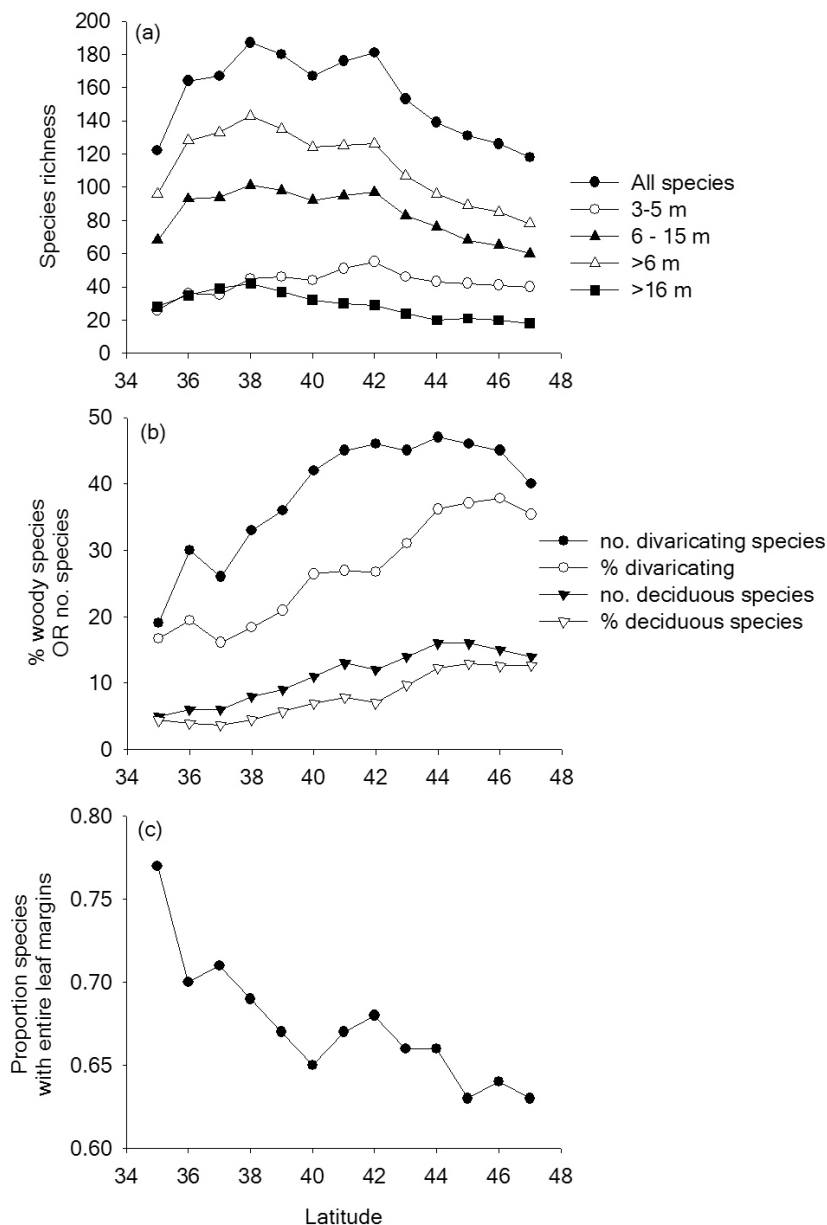 (a)
200
180
160
140
120
100
80
60
40
20
0
Species richness
34 36 38 40 42 44 46 48
All species
3-5 m
6 - 15 m
>6 m
>16 m
(b)
50
40
30
20
10
0
% woody species
OR no. species
34 36 38 40 42 44 46 48
no. divaricating species
% divaricating
no. deciduous species
% deciduous species
(c)
0.80
0.75
0.70
0.65
0.60
Proportion species
with entire leaf margins
34 36 38 40 42 44 46 48
Latitude